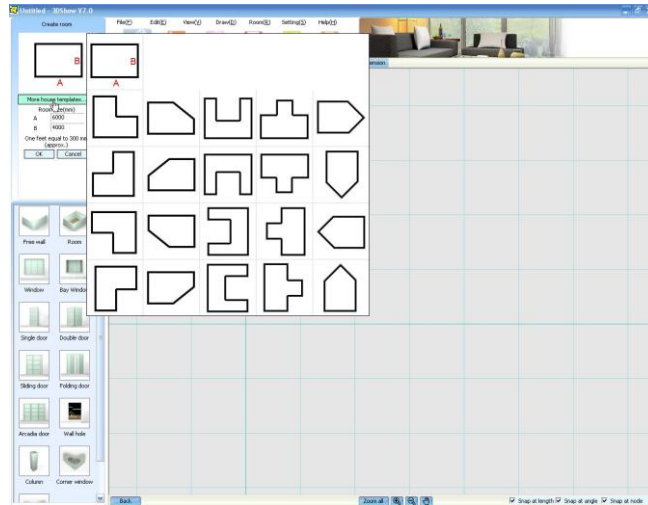 Untitled - 3DShow V7.0
Create room
File(F) Edit(E) View(V) Draw(D) Room(R) Setting(S) Help(H)
B
A
B
A
More house templates...
A 6000
B 4000
One feet equal to 300 mm
(approx.)
OK Cancel
Free wall Room
Window Bay Window
Single door Double door
Sliding door Folding door
Arcadia door Wall hole
Column Corner window
Back Zoom all Snap at length Snap at angle Snap at node